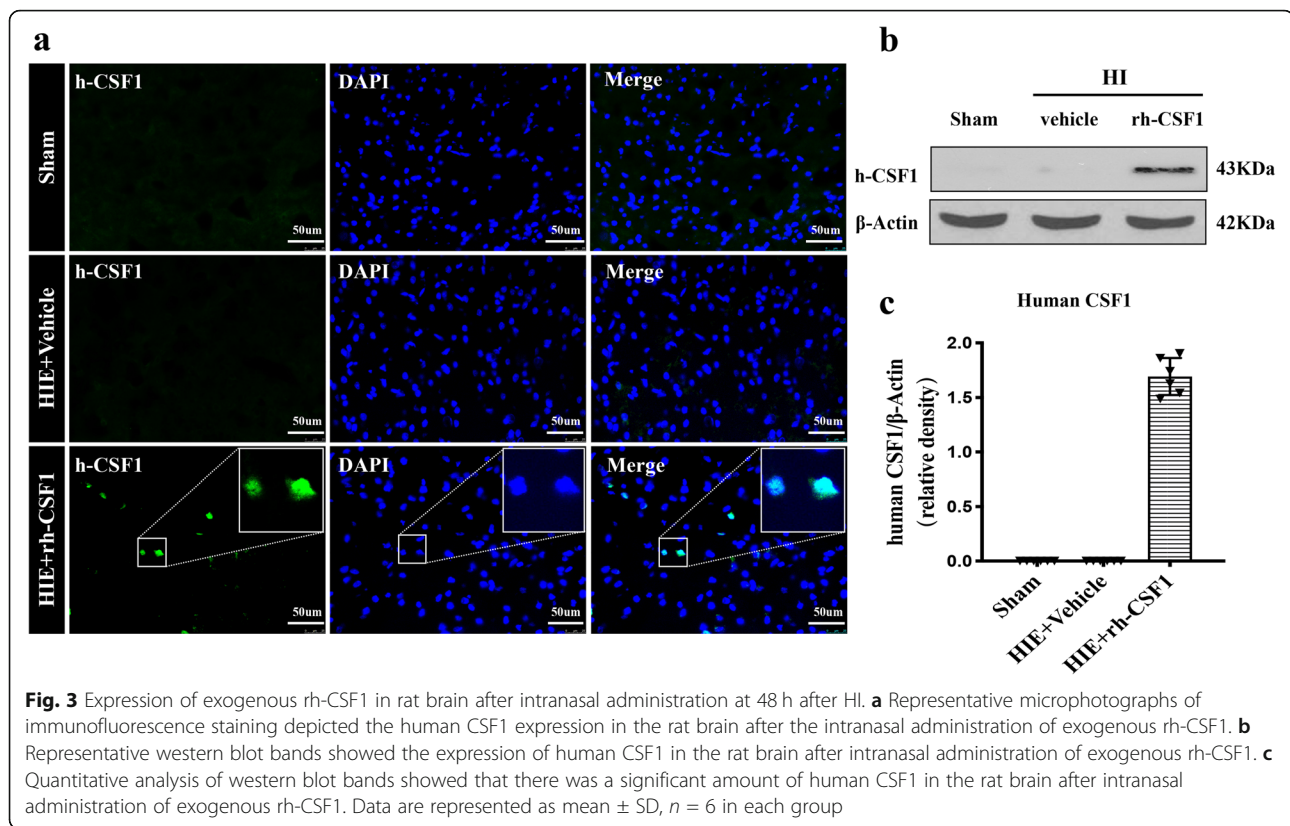 a
h-CSF1 DAPI Merge
Sham
50um 50um 50um
h-CSF1 DAPI Merge
HIE+Vehicle
50um 50um 50um
h-CSF1 DAPI Merge
HIE+rh-CSF1
50um 50um 50um
b
HI
Sham vehicle rh-CSF1
h-CSF1 43KDa
β-Actin 42KDa
c
Human CSF1
human CSF1/β-Actin
(relative density)
2.0
1.5
1.0
0.5
0.0
Sham
HIE+Vehicle
HIE+rh-CSF1
Fig. 3 Expression of exogenous rh-CSF1 in rat brain after intranasal administration at 48 h after HI. a Representative microphotographs of
immunofluorescence staining depicted the human CSF1 expression in the rat brain after the intranasal administration of exogenous rh-CSF1. b
Representative western blot bands showed the expression of human CSF1 in the rat brain after intranasal administration of exogenous rh-CSF1. c
Quantitative analysis of western blot bands showed that there was a significant amount of human CSF1 in the rat brain after intranasal
administration of exogenous rh-CSF1. Data are represented as mean ± SD, n = 6 in each group